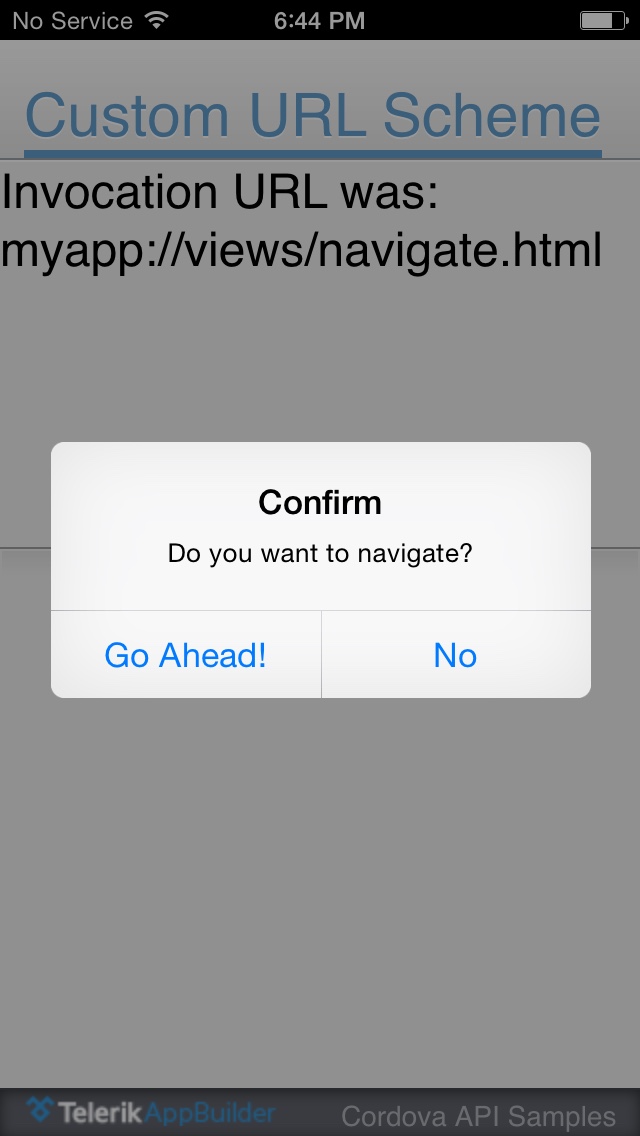 No Service 6:44 PM
Custom URL Scheme
Invocation URL was:
myapp://views/navigate.html
Confirm
Do you want to navigate?
Go Ahead! No
Telerik AppBuilder Cordova API Samples